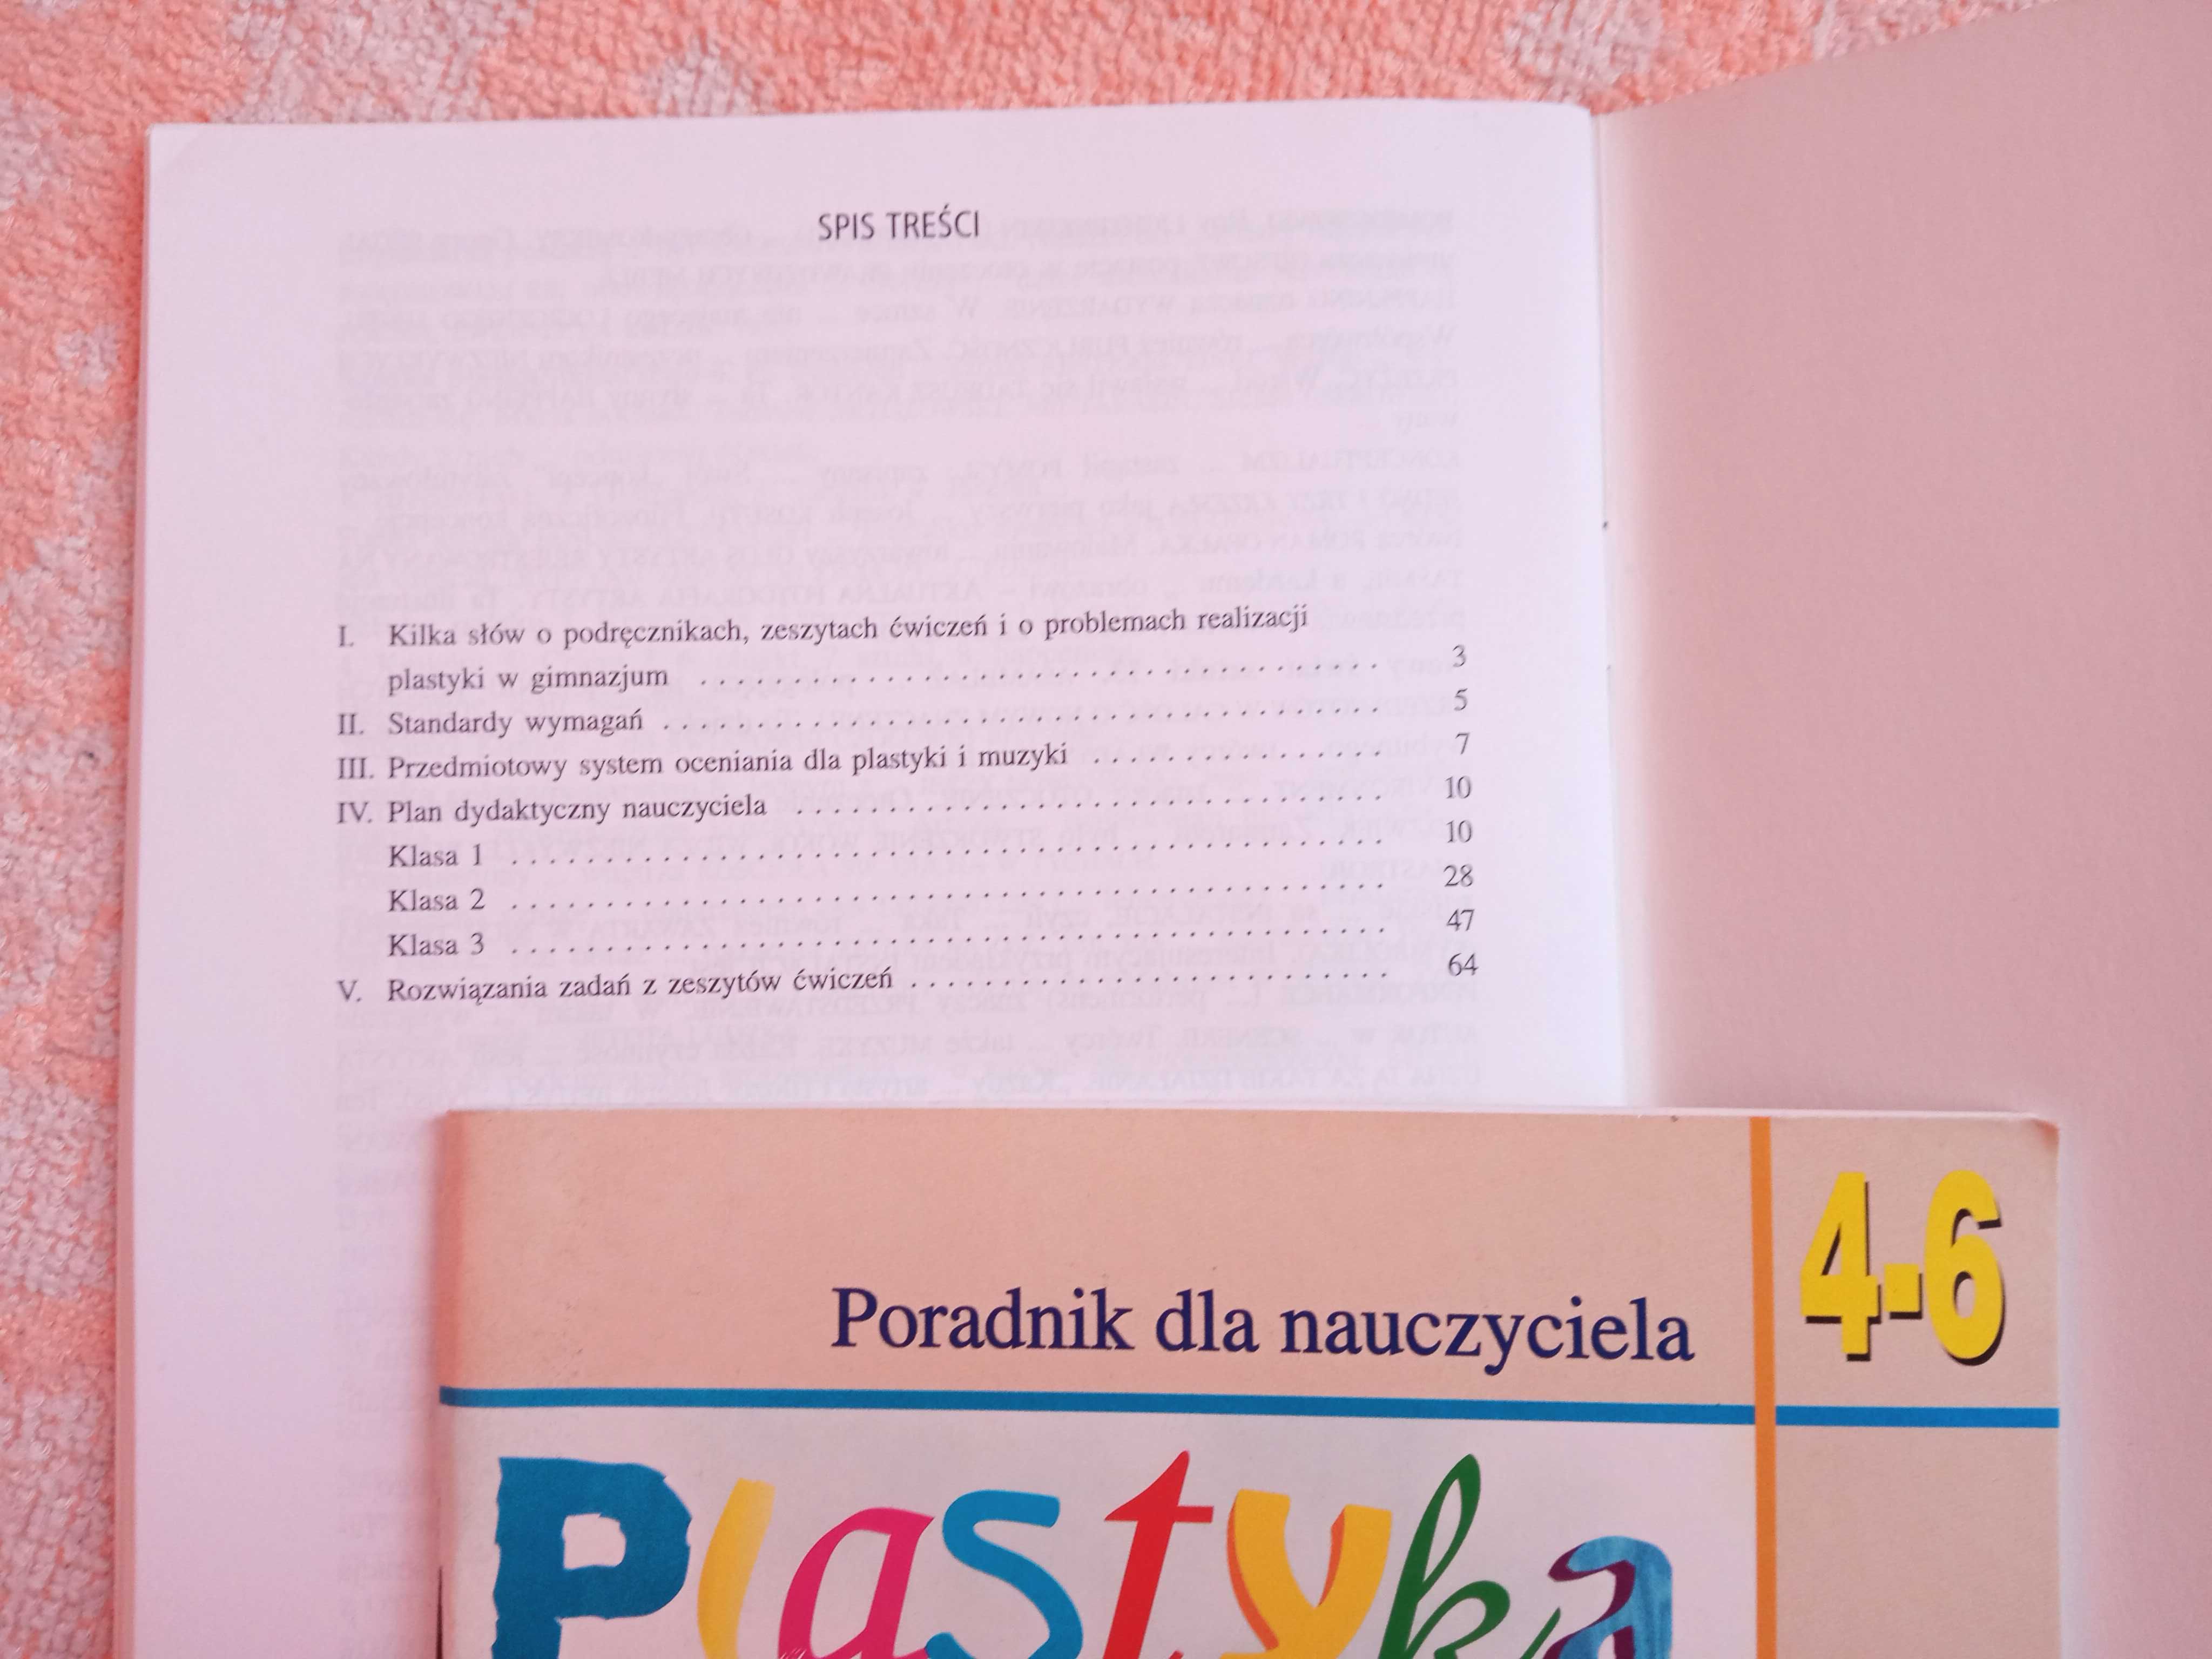 SPIS TREŚCI
I. Kilka słów o podręcznikach, zeszytach ćwiczeń i o problemach realizacji
plastyki w gimnazjum . . . . . . . . . . . . . . . . . . . . . . . . . . . . . . . . . . . . 3
II. Standardy wymagań . . . . . . . . . . . . . . . . . . . . . . . . . . . . . . . . . . . . . . 5
III. Przedmiotowy system oceniania dla plastyki i muzyki . . . . . . . . . . . . . . . . 7
IV. Plan dydaktyczny nauczyciela . . . . . . . . . . . . . . . . . . . . . . . . . . . . . . . 10
Klasa 1 . . . . . . . . . . . . . . . . . . . . . . . . . . . . . . . . . . . . . . . . . . . . . . 10
Klasa 2 . . . . . . . . . . . . . . . . . . . . . . . . . . . . . . . . . . . . . . . . . . . . . . 28
Klasa 3 . . . . . . . . . . . . . . . . . . . . . . . . . . . . . . . . . . . . . . . . . . . . . . 47
V. Rozwiązania zadań z zeszytów ćwiczeń . . . . . . . . . . . . . . . . . . . . . . . . . 64
Poradnik dla nauczyciela
4-6
Plastyka